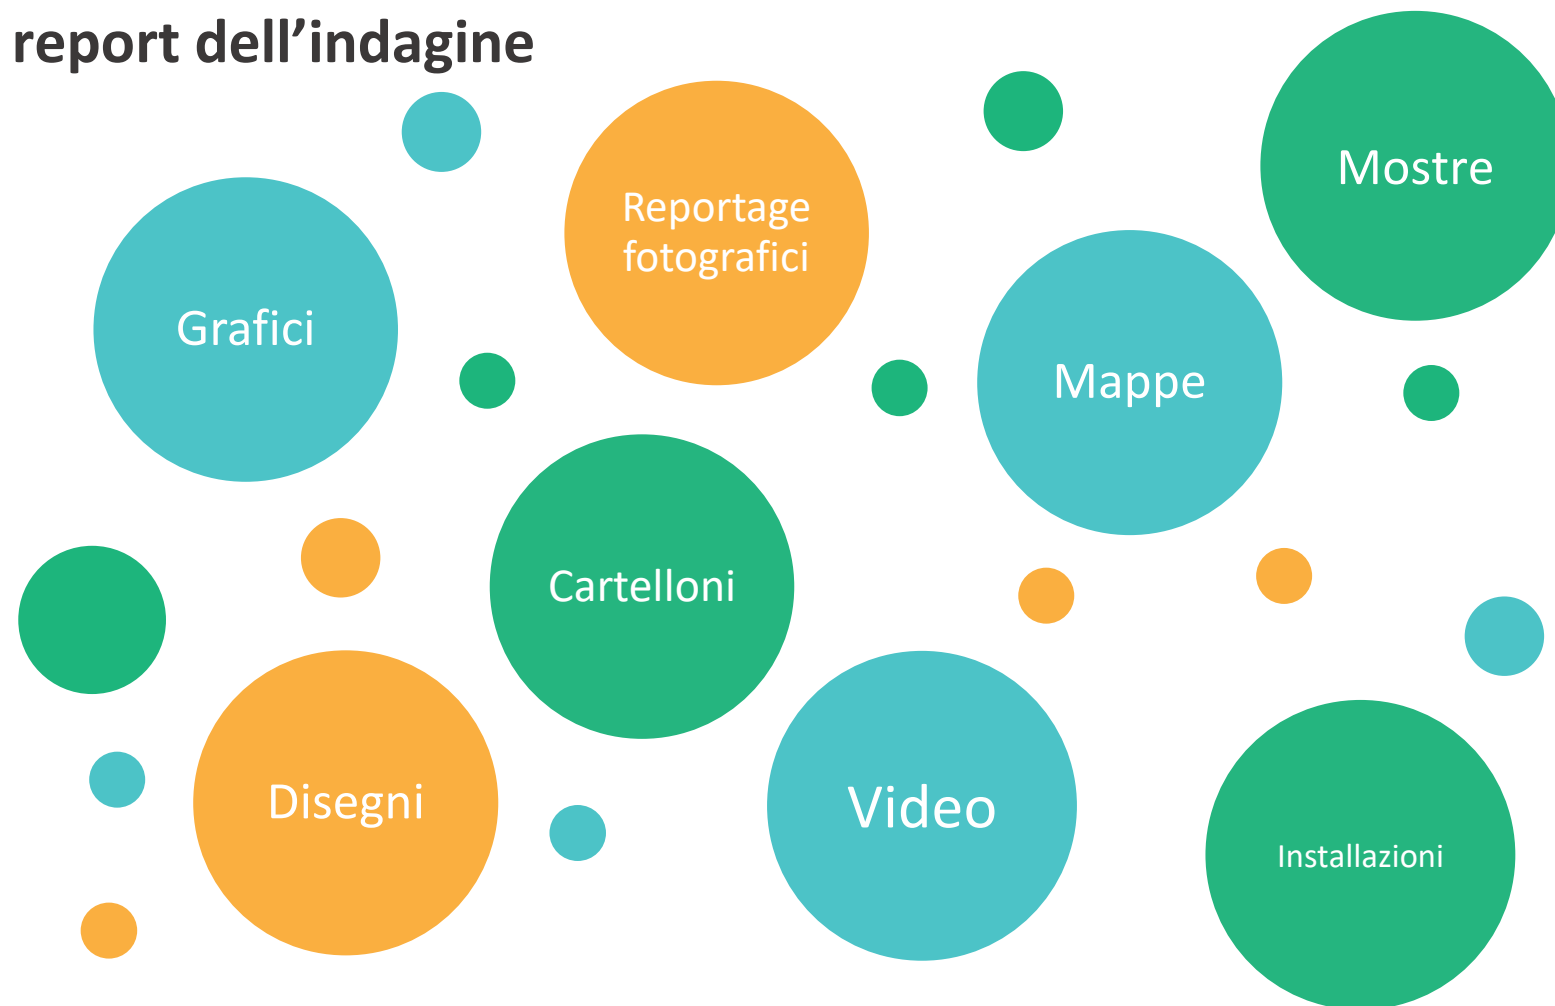 report dell’indagine
Mostre
Reportage
fotografici
Grafici
Mappe
Cartelloni
Disegni
Video
Installazioni